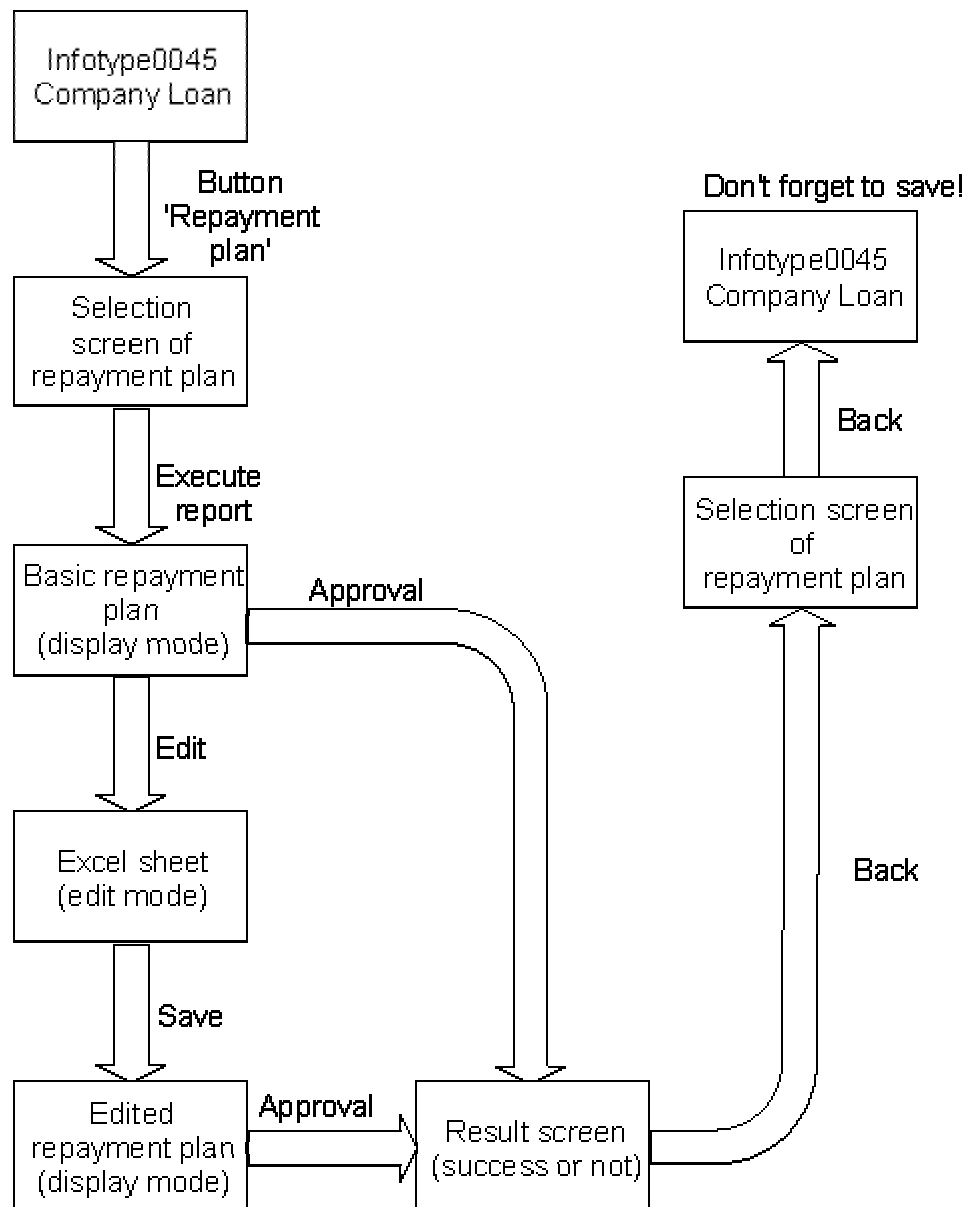 Infotype0045
Company Loan
Button
'Repayment
plan'
Selection
screen of
repayment plan
Execute
report
Basic repayment
plan
(display mode)
Approval
Edit
Excel sheet
(edit mode)
Save
Edited
repayment plan
(display mode)
Approval
Result screen
(success or not)
Back
Selection screen
of
repayment plan
Back
Don't forget to save!
Infotype0045
Company Loan